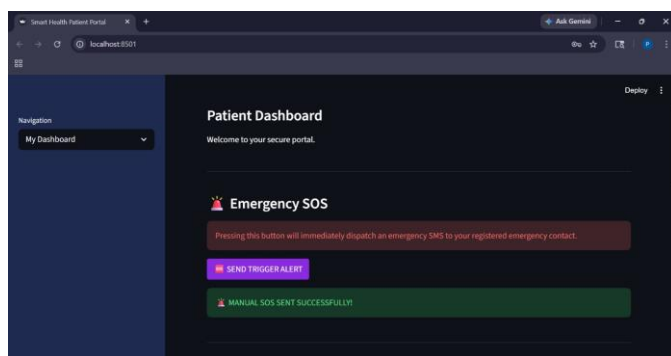 Smart Health Patient Portal
Ask Gemini
localhost:8501
Deploy
Navigation
My Dashboard
Patient Dashboard
Welcome to your secure portal.
🚨 Emergency SOS
Pressing this button will immediately dispatch an emergency SMS to your registered emergency contact.
🆘 SEND TRIGGER ALERT
🚨 MANUAL SOS SENT SUCCESSFULLY!